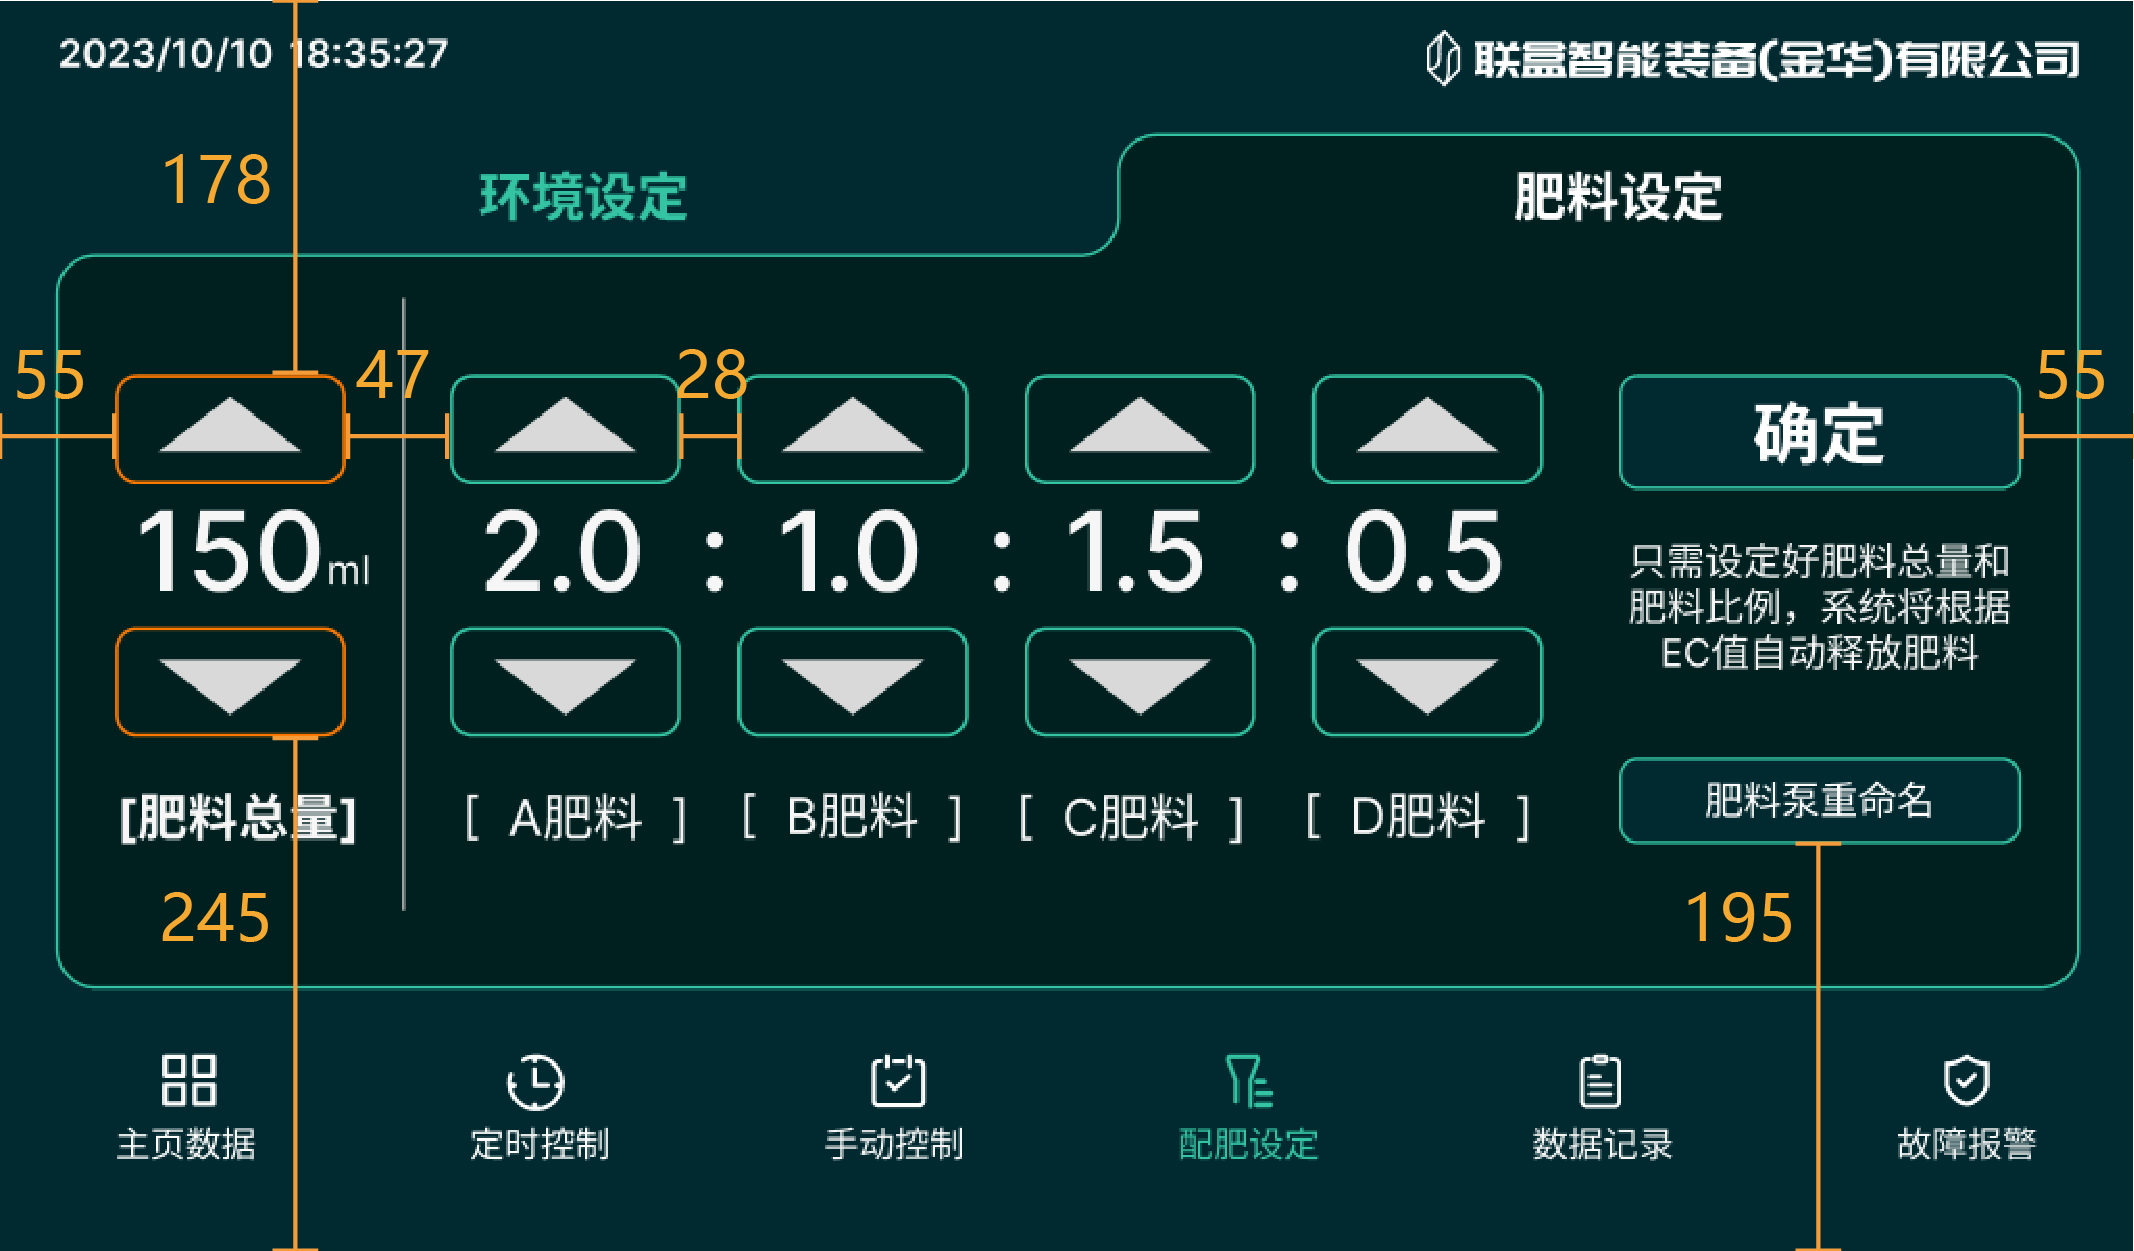 2023/10/10 18:35:27
联盒智能装备(金华)有限公司
178
环境设定
肥料设定
55
47
28
55
确定
150ml
2.0 : 1.0 : 1.5 : 0.5
只需设定好肥料总量和
肥料比例，系统将根据
EC值自动释放肥料
[肥料总量]
[ A肥料 ]
[ B肥料 ]
[ C肥料 ]
[ D肥料 ]
肥料泵重命名
245
195
主页数据
定时控制
手动控制
配肥设定
数据记录
故障报警